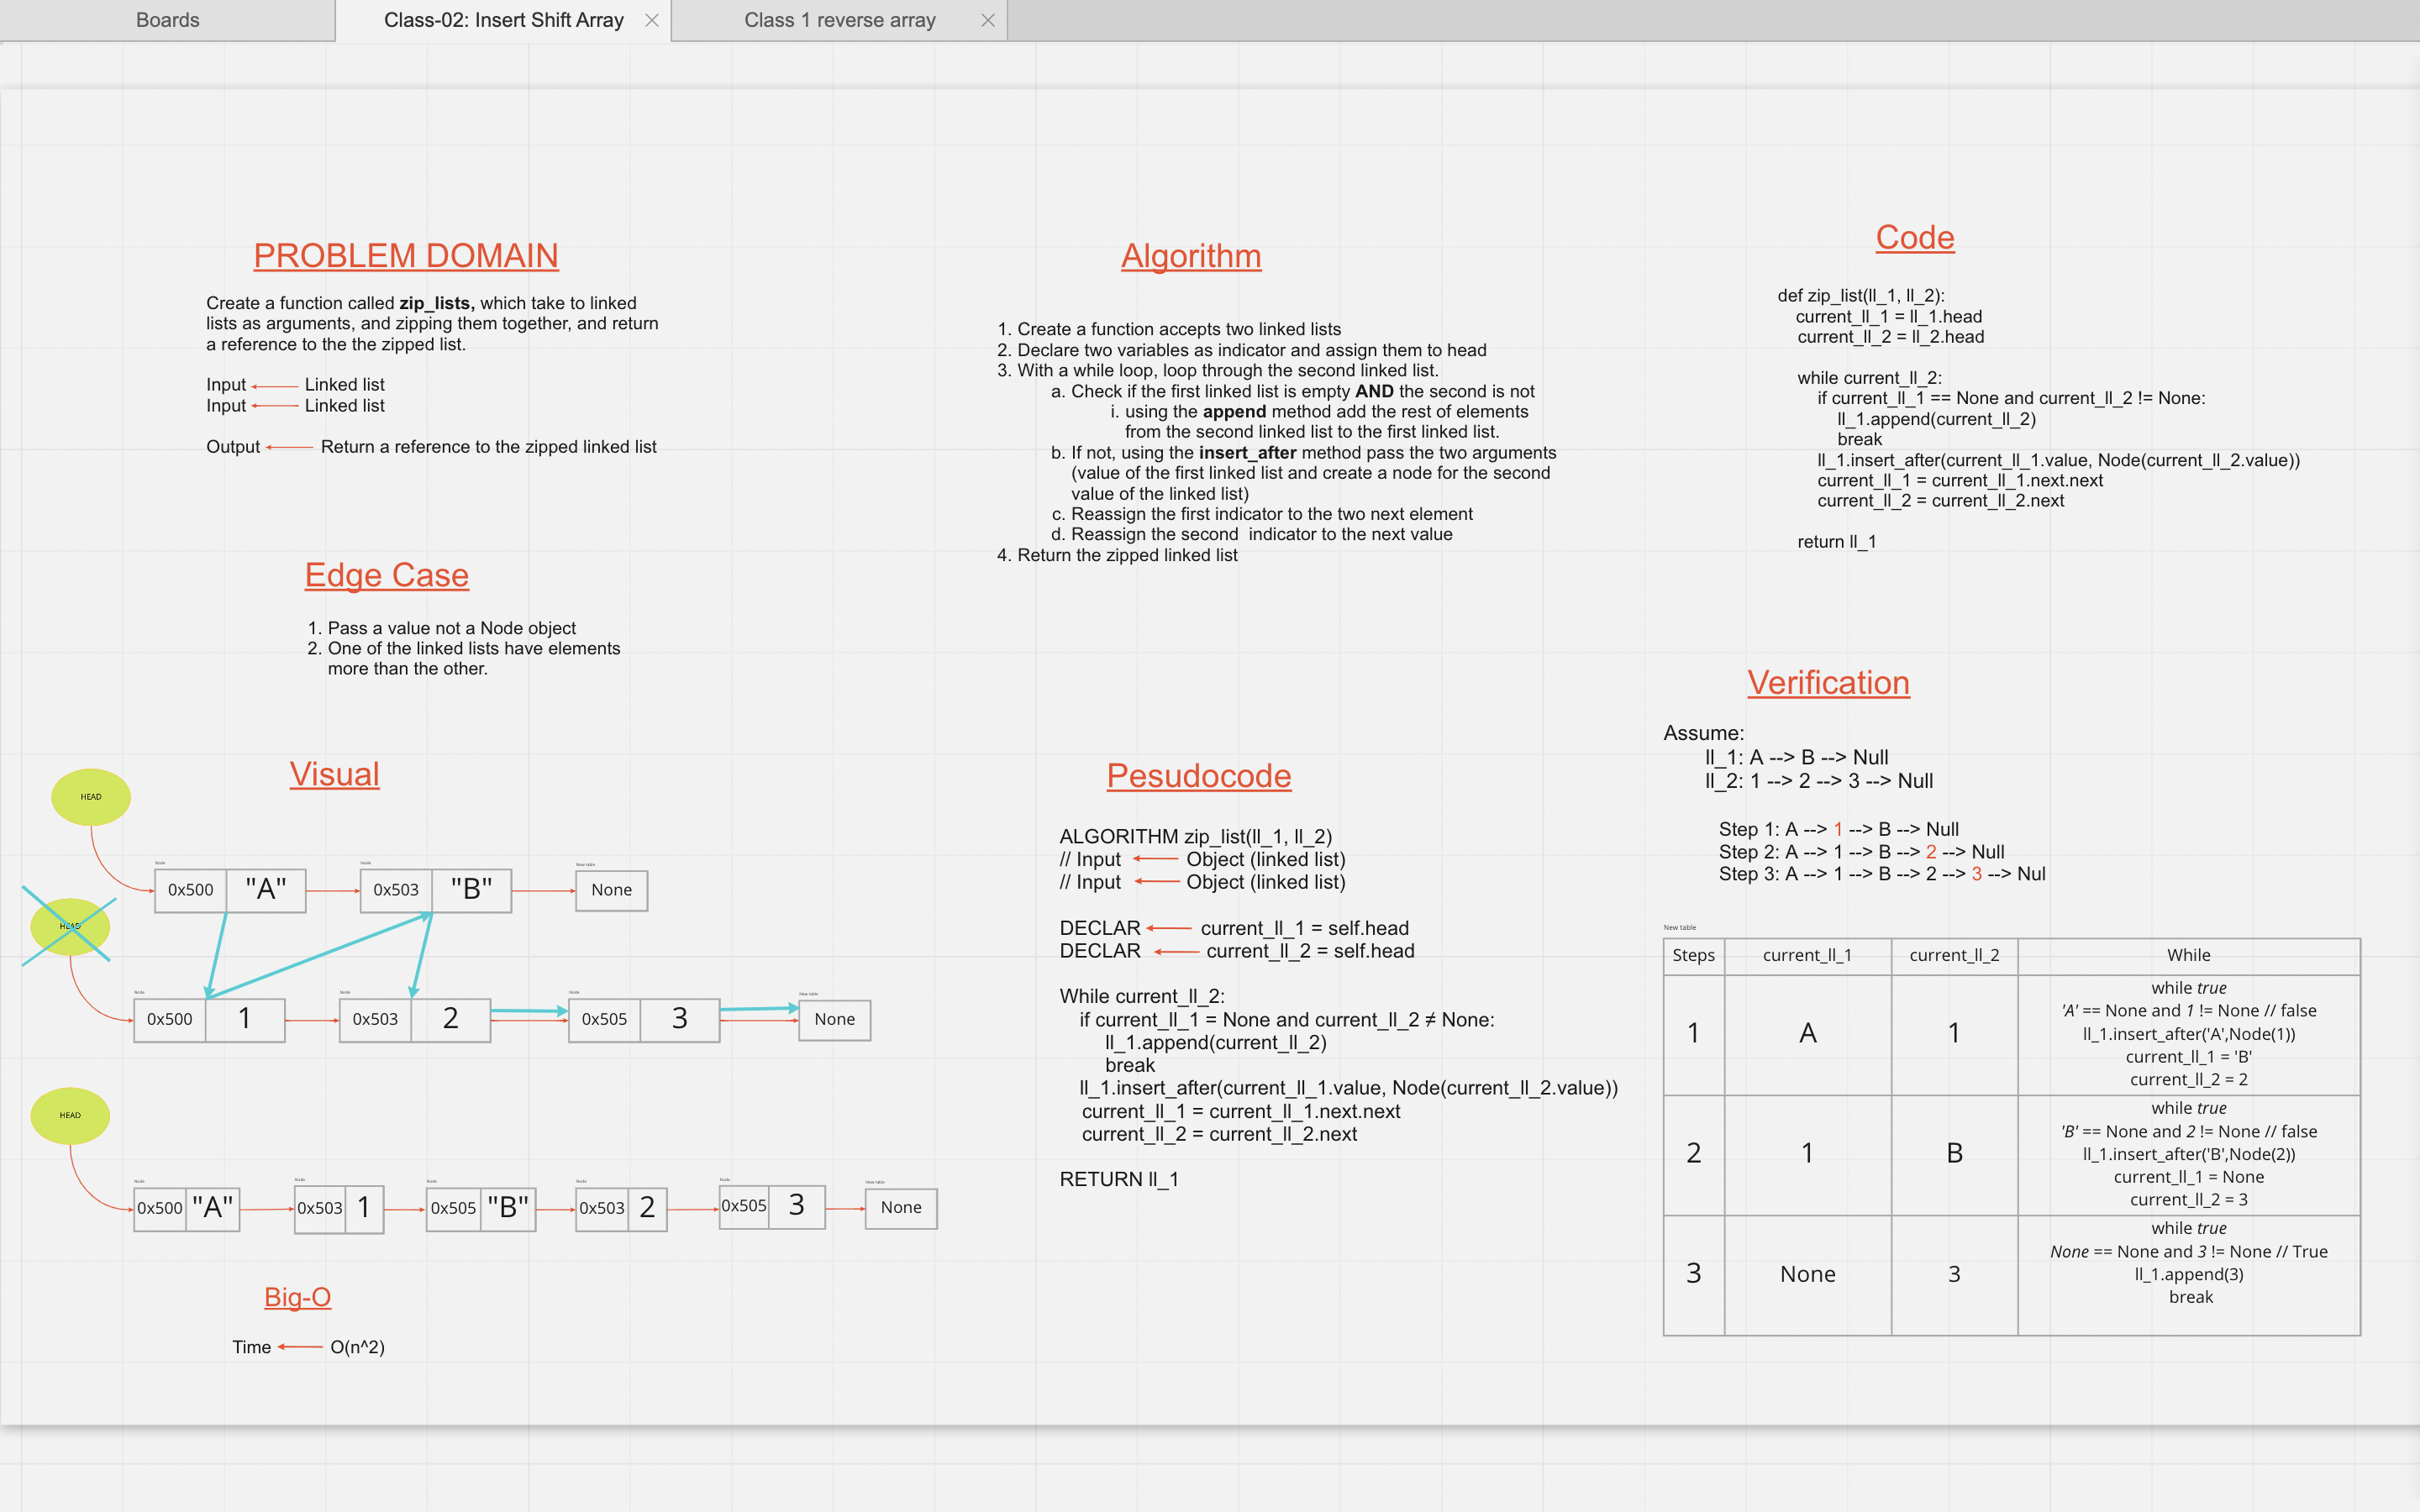 Boards
Class-02: Insert Shift Array
Class 1 reverse array
PROBLEM DOMAIN
Create a function called zip_lists, which take to linked
lists as arguments, and zipping them together, and return
a reference to the the zipped list.
Input Linked list
Input Linked list
Output Return a reference to the zipped linked list
Edge Case
1. Pass a value not a Node object
2. One of the linked lists have elements
more than the other.
Visual
HEAD
Node
Node
New table
0x500 "A" 0x503 "B" None
HEAD
Node
Node
Node
New table
0x500 1 0x503 2 0x505 3 None
HEAD
Node
Node
Node
Node
Node
New table
0x500 "A" 0x503 1 0x505 "B" 0x503 2 0x505 3 None
Big-O
Time O(n^2)
Algorithm
1. Create a function accepts two linked lists
2. Declare two variables as indicator and assign them to head
3. With a while loop, loop through the second linked list.
a. Check if the first linked list is empty AND the second is not
i. using the append method add the rest of elements
from the second linked list to the first linked list.
b. If not, using the insert_after method pass the two arguments
(value of the first linked list and create a node for the second
value of the linked list)
c. Reassign the first indicator to the two next element
d. Reassign the second  indicator to the next value
4. Return the zipped linked list
Pesudocode
ALGORITHM zip_list(ll_1, ll_2)
// Input Object (linked list)
// Input Object (linked list)
DECLAR current_ll_1 = self.head
DECLAR current_ll_2 = self.head
While current_ll_2:
if current_ll_1 = None and current_ll_2 ≠ None:
ll_1.append(current_ll_2)
break
ll_1.insert_after(current_ll_1.value, Node(current_ll_2.value))
current_ll_1 = current_ll_1.next.next
current_ll_2 = current_ll_2.next
RETURN ll_1
Code
def zip_list(ll_1, ll_2):
current_ll_1 = ll_1.head
current_ll_2 = ll_2.head
while current_ll_2:
if current_ll_1 == None and current_ll_2 != None:
ll_1.append(current_ll_2)
break
ll_1.insert_after(current_ll_1.value, Node(current_ll_2.value))
current_ll_1 = current_ll_1.next.next
current_ll_2 = current_ll_2.next
return ll_1
Verification
Assume:
ll_1: A --> B --> Null
ll_2: 1 --> 2 --> 3 --> Null
Step 1: A --> 1 --> B --> Null
Step 2: A --> 1 --> B --> 2 --> Null
Step 3: A --> 1 --> B --> 2 --> 3 --> Nul
New table
Steps current_ll_1 current_ll_2 While
1 A 1
while true
'A' == None and 1 != None // false
ll_1.insert_after('A',Node(1))
current_ll_1 = 'B'
current_ll_2 = 2
2 1 B
while true
'B' == None and 2 != None // false
ll_1.insert_after('B',Node(2))
current_ll_1 = None
current_ll_2 = 3
3 None 3
while true
None == None and 3 != None // True
ll_1.append(3)
break